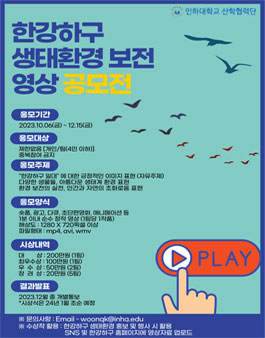 인하대학교 산학협력단
한강하구
생태환경 보전
영상 공모전
응모기간
2023.10.06(금) ~ 12.15(금)
응모대상
제한없음 [개인/팀(4인 이하)]
중복참여 금지
응모주제
"한강하구 일대" 에 대한 긍정적인 이미지 표현 (자유주제)
다양한 생물들, 아름다운 생태계 환경 표현
환경 보전의 실천, 인간과 자연의 조화로움 표현
응모양식
숏폼, 광고, 다큐, 초단편영화, 애니메이션 등
1분 이내 순수 창작 영상 (1팀당 1작품)
해상도 : 1280 X 720픽셀 이상
파일형태 : mp4, avi, wmv
시상내역
대 상 : 200만원 (1팀)
최우수상 : 100만원 (1팀)
우 수 상 : 50만원 (2팀)
장 려 상 : 20만원 (5팀)
PLAY
결과발표
2023.12월 중 개별통보
*시상식은 24년 1월 초순 예정
※ 문의사항 : Email - woonqk@inha.edu
※ 수상작 활용 : 한강하구 생태환경 홍보 및 행사 시 활용
SNS 및 한강하구 홈페이지에 영상자료 업로드